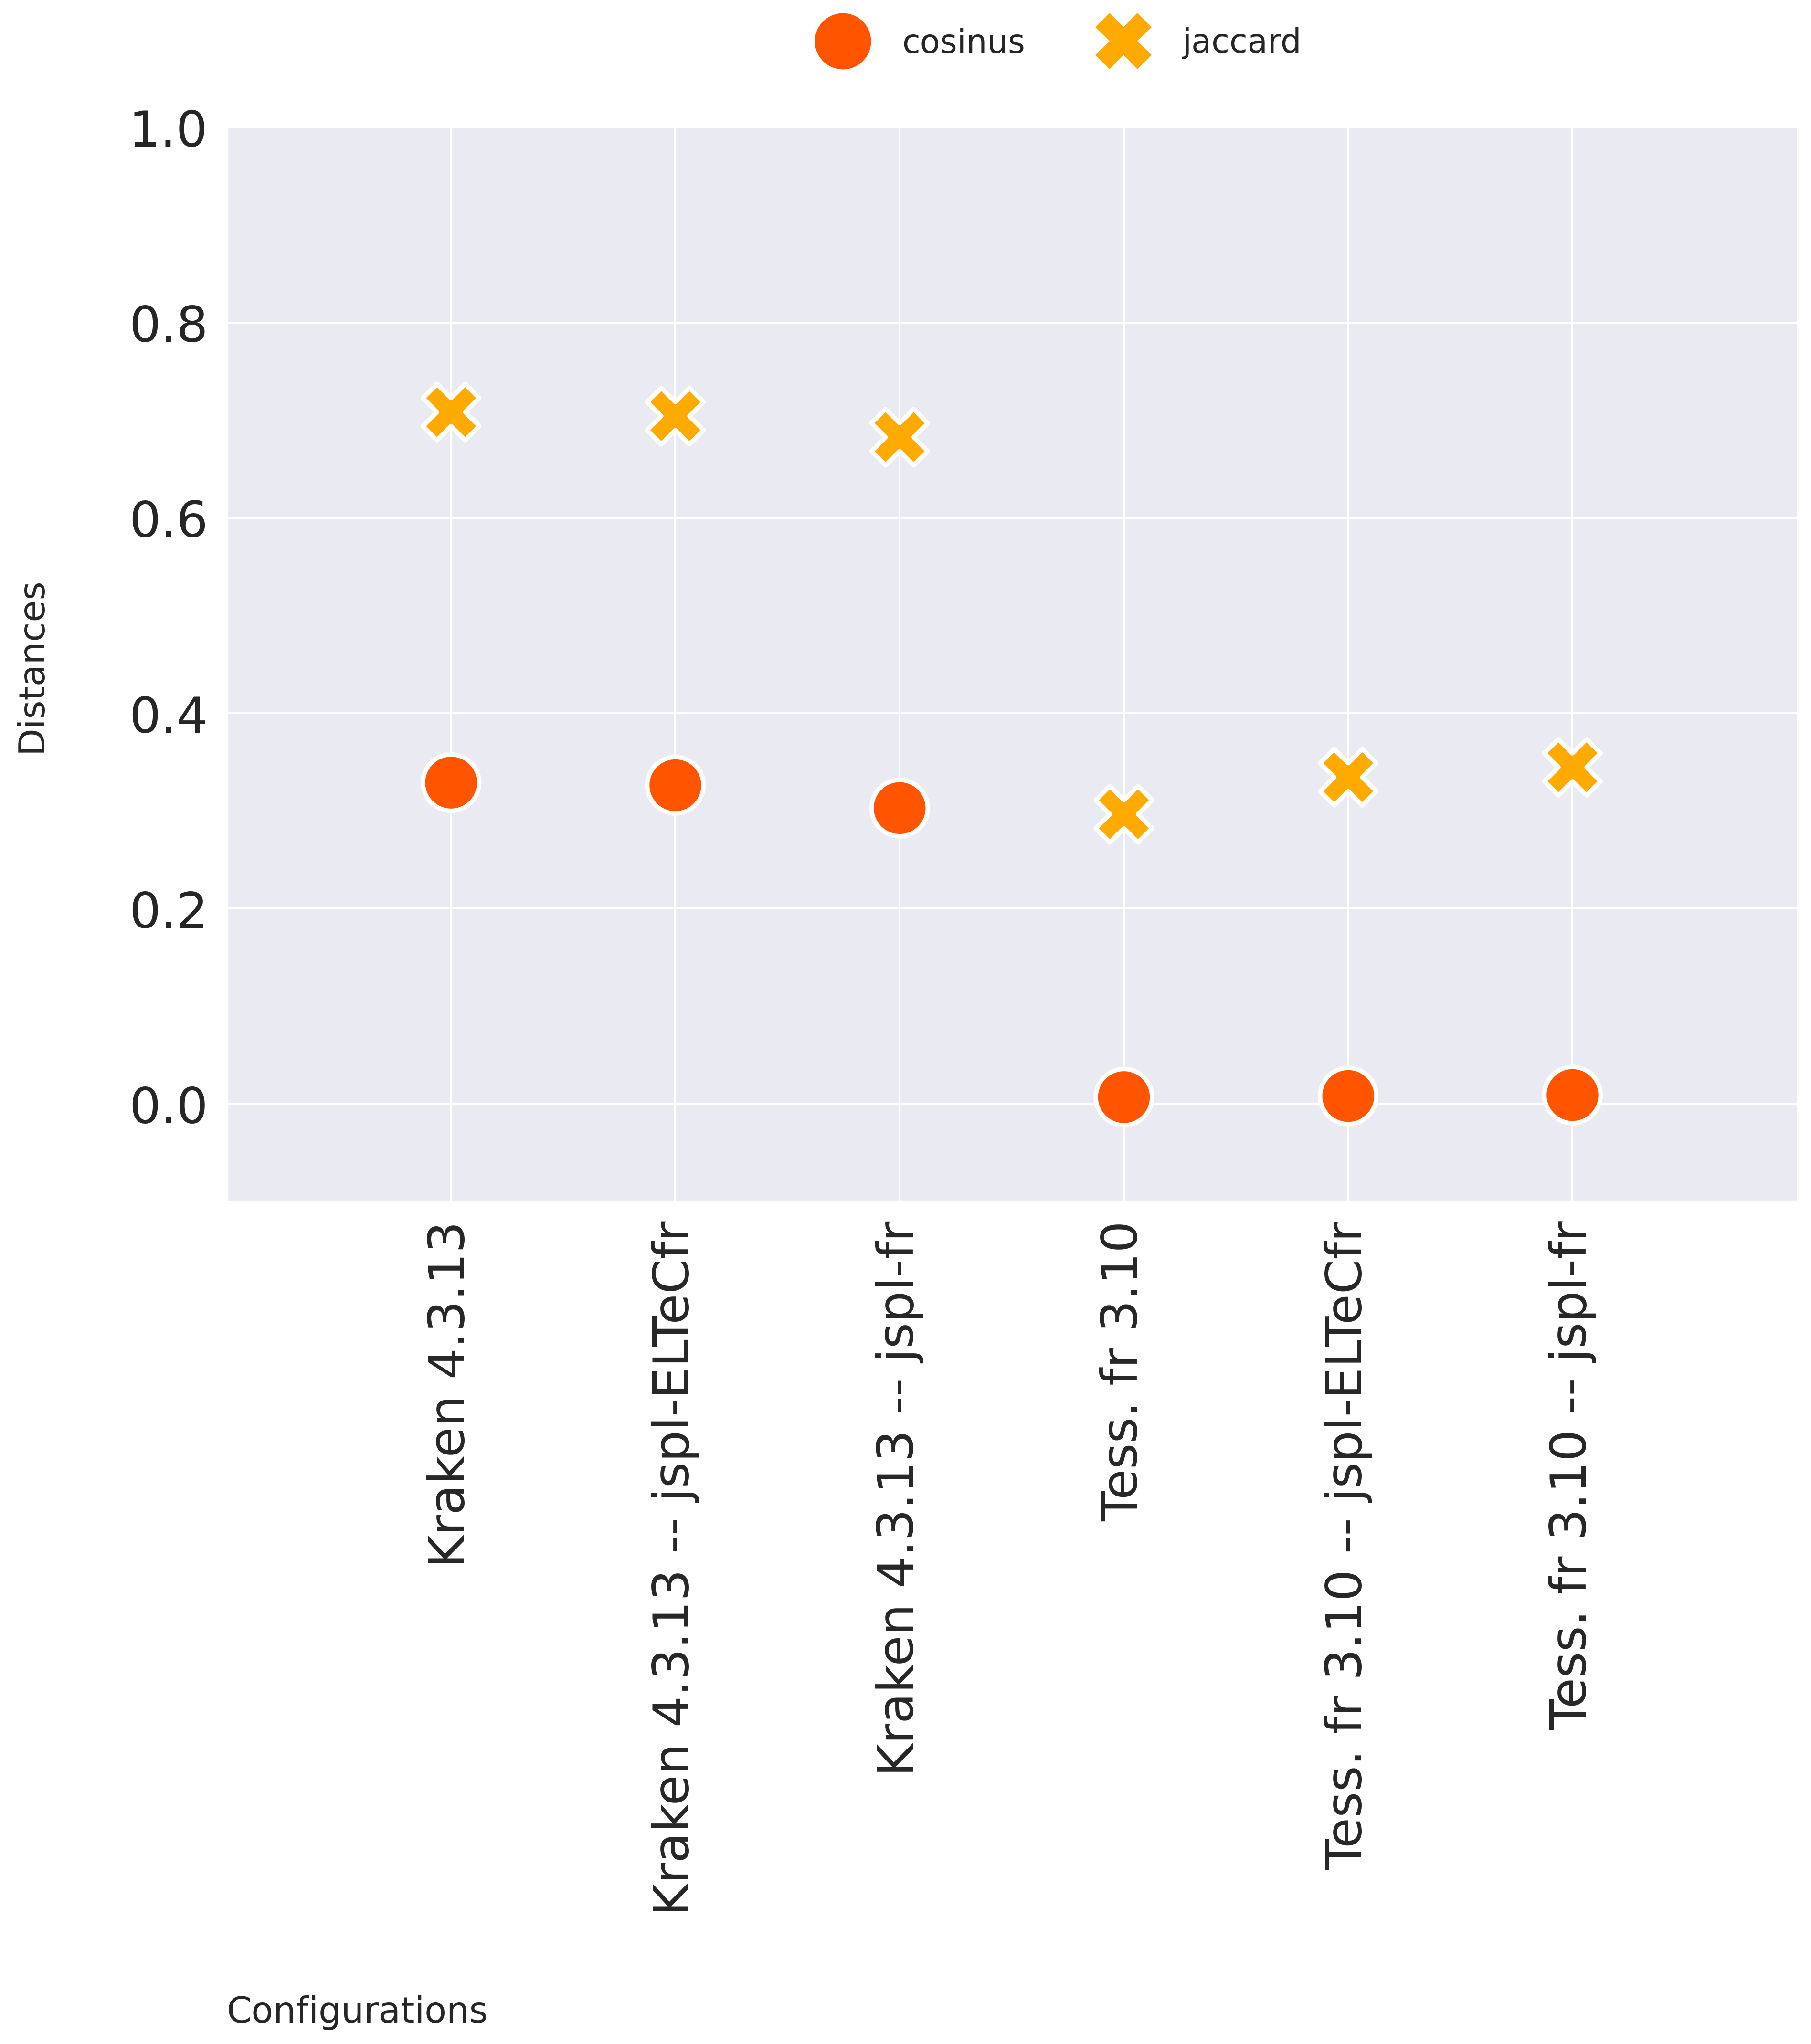 cosinus jaccard
1.0
0.8
0.6
0.4
0.2
0.0
Distances
Kraken 4.3.13
Kraken 4.3.13 -- jspl-ELTeCfr
Kraken 4.3.13 -- jspl-fr
Tess. fr 3.10
Tess. fr 3.10 -- jspl-ELTeCfr
Tess. fr 3.10 -- jspl-fr
Configurations